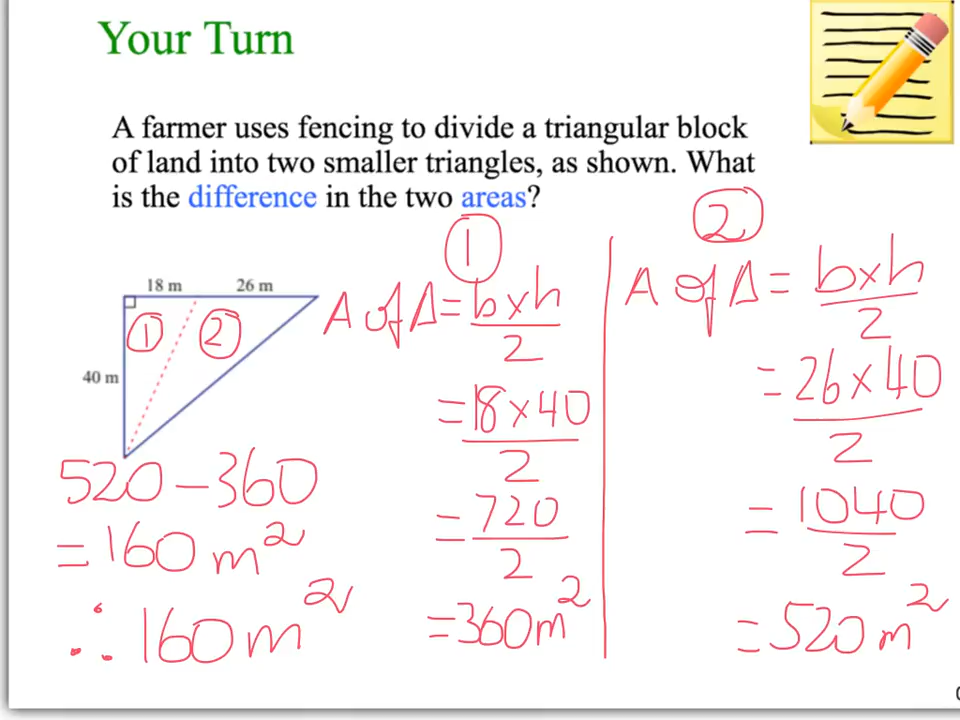 Your Turn
A farmer uses fencing to divide a triangular block
of land into two smaller triangles, as shown. What
is the difference in the two areas?
18 m 26 m
40 m
1
2
520 - 360
= 160 m²
∴ 160 m²
1
A of Δ = b × h
2
= 18 × 40
2
= 720
2
= 360 m²
2
A of Δ = b × h
2
= 26 × 40
2
= 1040
2
= 520 m²